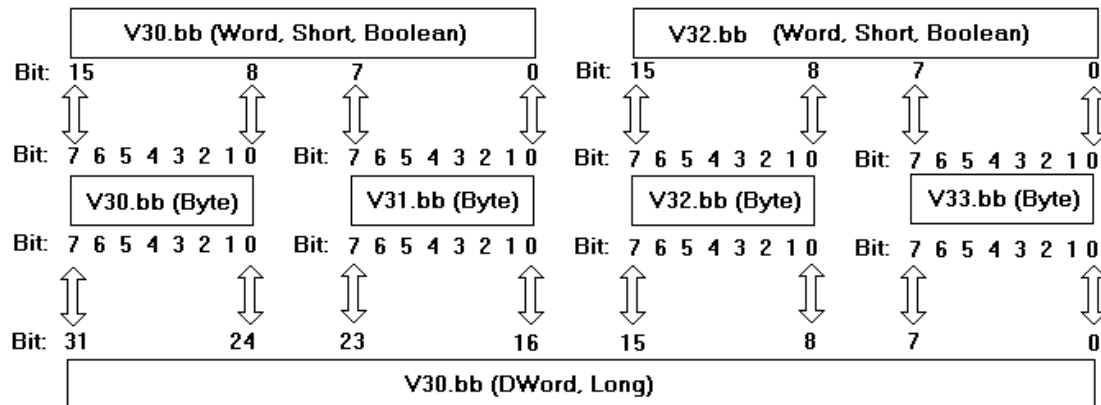 V30.bb (Word, Short, Boolean) V32.bb (Word, Short, Boolean)
Bit: 15 8 7 0 Bit: 15 8 7 0
Bit: 7 6 5 4 3 2 1 0 Bit: 7 6 5 4 3 2 1 0 Bit: 7 6 5 4 3 2 1 0 Bit: 7 6 5 4 3 2 1 0
V30.bb (Byte) V31.bb (Byte) V32.bb (Byte) V33.bb (Byte)
Bit: 7 6 5 4 3 2 1 0 Bit: 7 6 5 4 3 2 1 0 Bit: 7 6 5 4 3 2 1 0 Bit: 7 6 5 4 3 2 1 0
Bit: 31 24 23 16 15 8 7 0
V30.bb (DWord, Long)